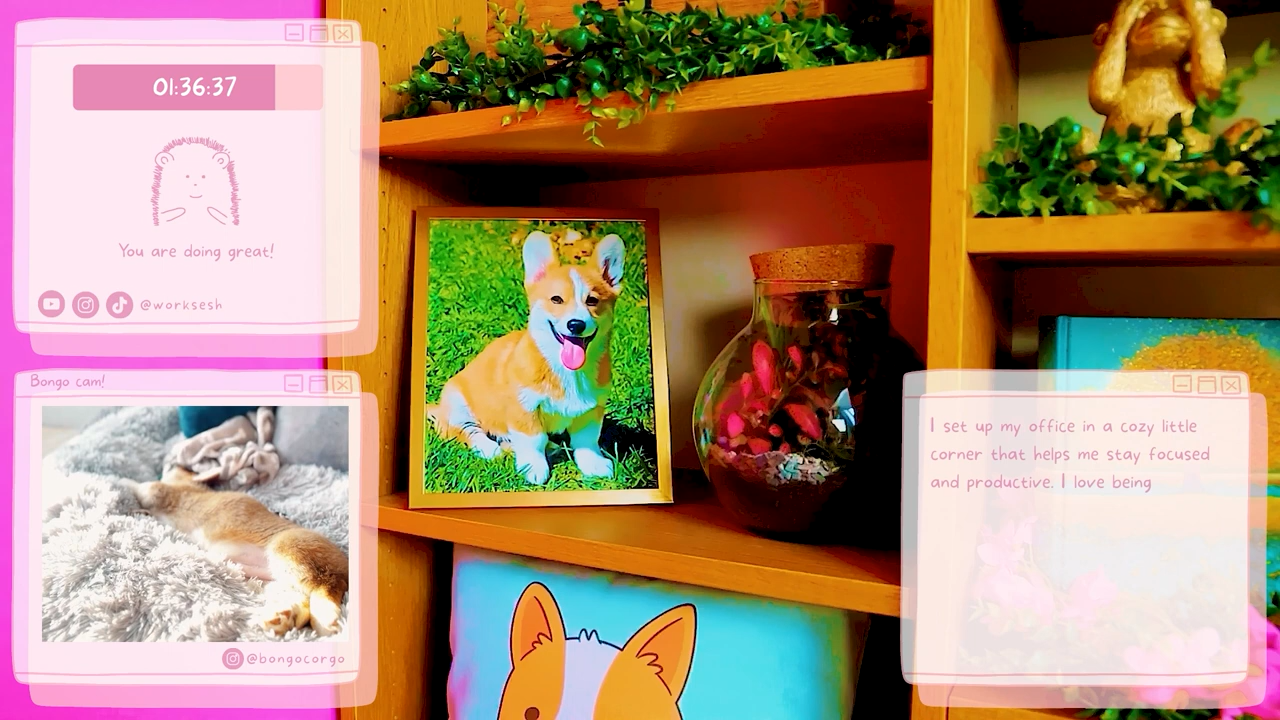 01:36:37
You are doing great!
@worksesh
Bongo cam!
@bongocorgo
I set up my office in a cozy little
corner that helps me stay focused
and productive. I love being